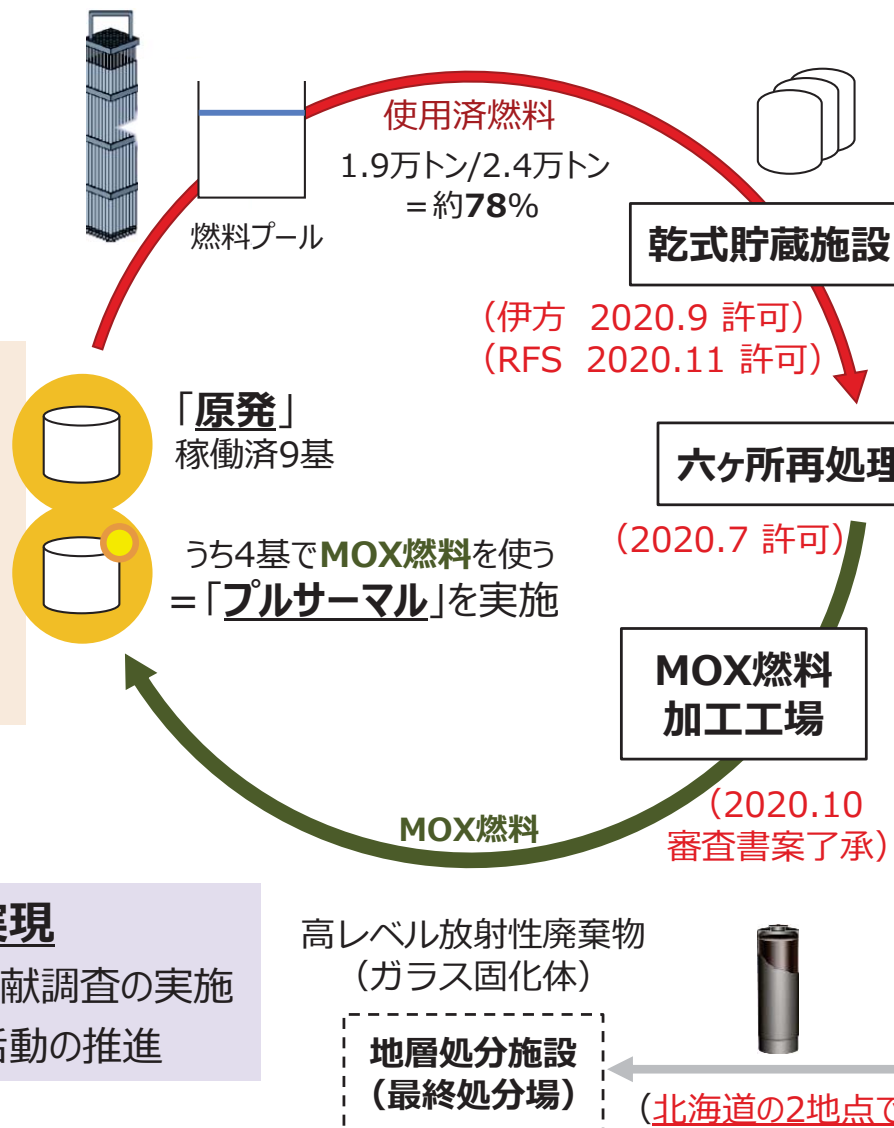 使用済燃料
1.9万トン/2.4万トン
=約78%
燃料プール
乾式貯蔵施設
（伊方 2020.9 許可）
（RFS 2020.11 許可）
「原発」
稼働済9基
六ヶ所再処理
（2020.7 許可）
うち4基でMOX燃料を使う
=「プルサーマル」を実施
MOX燃料
加工工場
（2020.10
審査書案了承）
MOX燃料
実現
献調査の実施
活動の推進
高レベル放射性廃棄物
（ガラス固化体）
地層処分施設
（最終処分場）
（北海道の2地点で